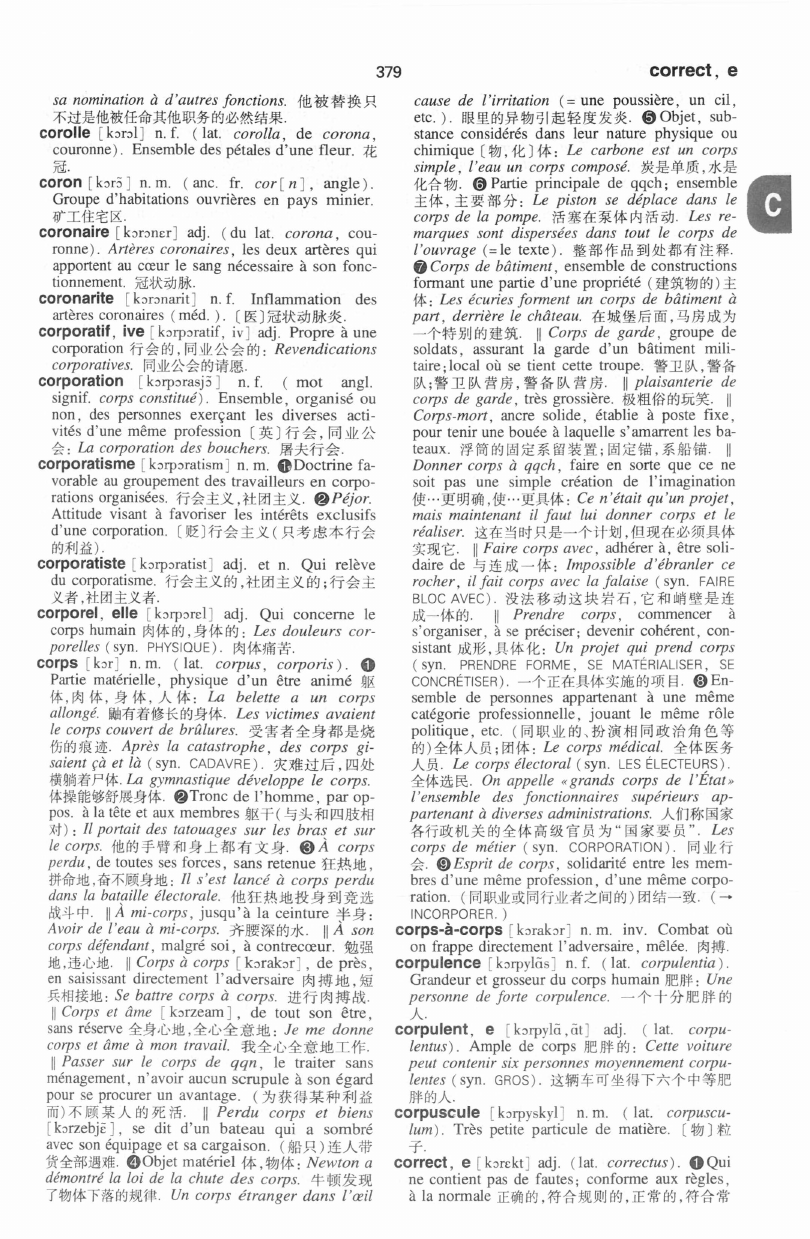 379
correct, e
sa nomination à d'autres fonctions. 他被替换只
不过是他被任命其他职务的必然结果.
corolle [kɔrɔl] n. f. (lat. corolla, de corona,
couronne). Ensemble des pétales d'une fleur. 花
冠.
coron [kɔrɔ̃] n. m. (anc. fr. cor[n], angle).
Groupe d'habitations ouvrières en pays minier.
矿工住宅区.
coronaire [kɔrɔnɛr] adj. (du lat. corona, cou-
ronne). Artères coronaires, les deux artères qui
apportent au cœur le sang nécessaire à son fonc-
tionnement. 冠状动脉.
coronarite [kɔrɔnarit] n. f. Inflammation des
artères coronaires (méd.). 〔医〕冠状动脉炎.
corporatif, ive [kɔrpɔratif, iv] adj. Propre à une
corporation 行会的,同业公会的: Revendications
corporatives. 同业公会的请愿.
corporation [kɔrpɔrasjɔ̃] n. f. ( mot angl.
signif. corps constitué). Ensemble, organisé ou
non, des personnes exerçant les diverses acti-
vités d'une même profession 〔英〕行会,同业公
会: La corporation des bouchers. 屠夫行会.
corporatisme [kɔrpɔratism] n. m. ❶Doctrine fa-
vorable au groupement des travailleurs en corpo-
rations organisées. 行会主义,社团主义. ❷Péjor.
Attitude visant à favoriser les intérêts exclusifs
d'une corporation. 〔贬〕行会主义(只考虑本行会
的利益).
corporatiste [kɔrpɔratist] adj. et n. Qui relève
du corporatisme. 行会主义的,社团主义的;行会主
义者,社团主义者.
corporel, elle [kɔrpɔrel] adj. Qui concerne le
corps humain 肉体的,身体的: Les douleurs cor-
porelles (syn. PHYSIQUE). 肉体痛苦.
corps [kɔr] n. m. (lat. corpus, corporis). ❶
Partie matérielle, physique d'un être animé 躯
体,肉体, 身体, 人体: La belette a un corps
allongé. 鼬有着修长的身体. Les victimes avaient
le corps couvert de brûlures. 受害者全身都是烧
伤的痕迹. Après la catastrophe, des corps gi-
saient çà et là (syn. CADAVRE). 灾难过后,四处
横躺着尸体. La gymnastique développe le corps.
体操能够舒展身体. ❷Tronc de l'homme, par op-
pos. à la tête et aux membres 躯干(与头和四肢相
对): Il portait des tatouages sur les bras et sur
le corps. 他的手臂和身上都有文身. ❸À corps
perdu, de toutes ses forces, sans retenue 狂热地,
拼命地,奋不顾身地: Il s'est lancé à corps perdu
dans la bataille électorale. 他狂热地投身到竞选
战斗中. ‖À mi-corps, jusqu'à la ceinture 半身:
Avoir de l'eau à mi-corps. 齐腰深的水. ‖À son
corps défendant, malgré soi, à contrecœur. 勉强
地,违心地. ‖Corps à corps [kɔrakɔr], de près,
en saisissant directement l'adversaire 肉搏地,短
兵相接地: Se battre corps à corps. 进行肉搏战.
‖Corps et âme [kɔrzeam], de tout son être,
sans réserve 全身心地,全心全意地: Je me donne
corps et âme à mon travail. 我全心全意地工作.
‖Passer sur le corps de qqn, le traiter sans
ménagement, n'avoir aucun scrupule à son égard
pour se procurer un avantage. (为获得某种利益
而)不顾某人的死活. ‖ Perdu corps et biens
[kɔrzebjɛ̃], se dit d'un bateau qui a sombré
avec son équipage et sa cargaison. (船只)连人带
货全部遇难. ❹Objet matériel 体,物体: Newton a
démontré la loi de la chute des corps. 牛顿发现
了物体下落的规律. Un corps étranger dans l'œil
cause de l'irritation (= une poussière, un cil,
etc.). 眼里的异物引起轻度发炎. ❺Objet, sub-
stance considérés dans leur nature physique ou
chimique 〔物,化〕体: Le carbone est un corps
simple, l'eau un corps composé. 炭是单质,水是
化合物. ❻Partie principale de qqch; ensemble
主体,主要部分: Le piston se déplace dans le
corps de la pompe. 活塞在泵体内活动. Les re-
marques sont dispersées dans tout le corps de
l'ouvrage (=le texte). 整部作品到处都有注释.
❼Corps de bâtiment, ensemble de constructions
formant une partie d'une propriété (建筑物的)主
体: Les écuries forment un corps de bâtiment à
part, derrière le château. 在城堡后面,马房成为
一个特别的建筑. ‖ Corps de garde, groupe de
soldats, assurant la garde d'un bâtiment mili-
taire;local où se tient cette troupe. 警卫队,警备
队;警卫队营房,警备队营房. ‖ plaisanterie de
corps de garde, très grossière. 极粗俗的玩笑. ‖
Corps-mort, ancre solide, établie à poste fixe,
pour tenir une bouée à laquelle s'amarrent les ba-
teaux. 浮筒的固定系留装置;固定锚,系船锚. ‖
Donner corps à qqch, faire en sorte que ce ne
soit pas une simple création de l'imagination
使…更明确,使…更具体: Ce n'était qu'un projet,
mais maintenant il faut lui donner corps et le
réaliser. 这在当时只是一个计划,但现在必须具体
实现它. ‖Faire corps avec, adhérer à, être soli-
daire de 与连成一体: Impossible d'ébranler ce
rocher, il fait corps avec la falaise (syn. FAIRE
BLOC AVEC). 没法移动这块岩石,它和峭壁是连
成一体的. ‖ Prendre corps, commencer à
s'organiser, à se préciser; devenir cohérent, con-
sistant 成形,具体化: Un projet qui prend corps
(syn. PRENDRE FORME, SE MATÉRIALISER, SE
CONCRÉTISER). 一个正在具体实施的项目. ❽En-
semble de personnes appartenant à une même
catégorie professionnelle, jouant le même rôle
politique, etc. (同职业的、扮演相同政治角色等
的)全体人员;团体: Le corps médical. 全体医务
人员. Le corps électoral (syn. LES ÉLECTEURS).
全体选民. On appelle «grands corps de l'État»
l'ensemble des fonctionnaires supérieurs ap-
partenant à diverses administrations. 人们称国家
各行政机关的全体高级官员为“国家要员”. Les
corps de métier (syn. CORPORATION). 同业行
会. ❾Esprit de corps, solidarité entre les mem-
bres d'une même profession, d'une même corpo-
ration. (同职业或同行业者之间的)团结一致. (→
INCORPORER.)
corps-à-corps [kɔrakɔr] n. m. inv. Combat où
on frappe directement l'adversaire, mêlée. 肉搏.
corpulence [kɔrpylɑ̃s] n. f. (lat. corpulentia).
Grandeur et grosseur du corps humain 肥胖: Une
personne de forte corpulence. 一个十分肥胖的
人.
corpulent, e [kɔrpylɑ̃, ɑ̃t] adj. ( lat. corpu-
lentus). Ample de corps 肥胖的: Cette voiture
peut contenir six personnes moyennement corpu-
lentes (syn. GROS). 这辆车可坐得下六个中等肥
胖的人.
corpuscule [kɔrpyskyl] n. m. ( lat. corpuscu-
lum). Très petite particule de matière. 〔物〕粒
子.
correct, e [kɔrɛkt] adj. (lat. correctus). ❶Qui
ne contient pas de fautes; conforme aux règles,
à la normale 正确的,符合规则的,正常的,符合常
C